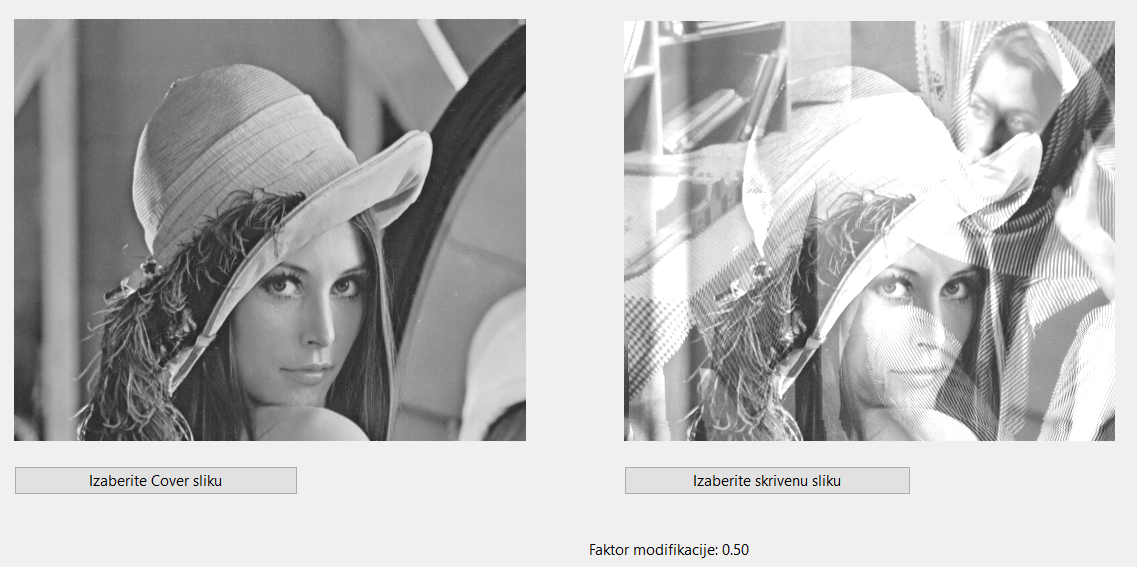 Izaberite Cover sliku
Izaberite skrivenu sliku
Faktor modifikacije: 0.50